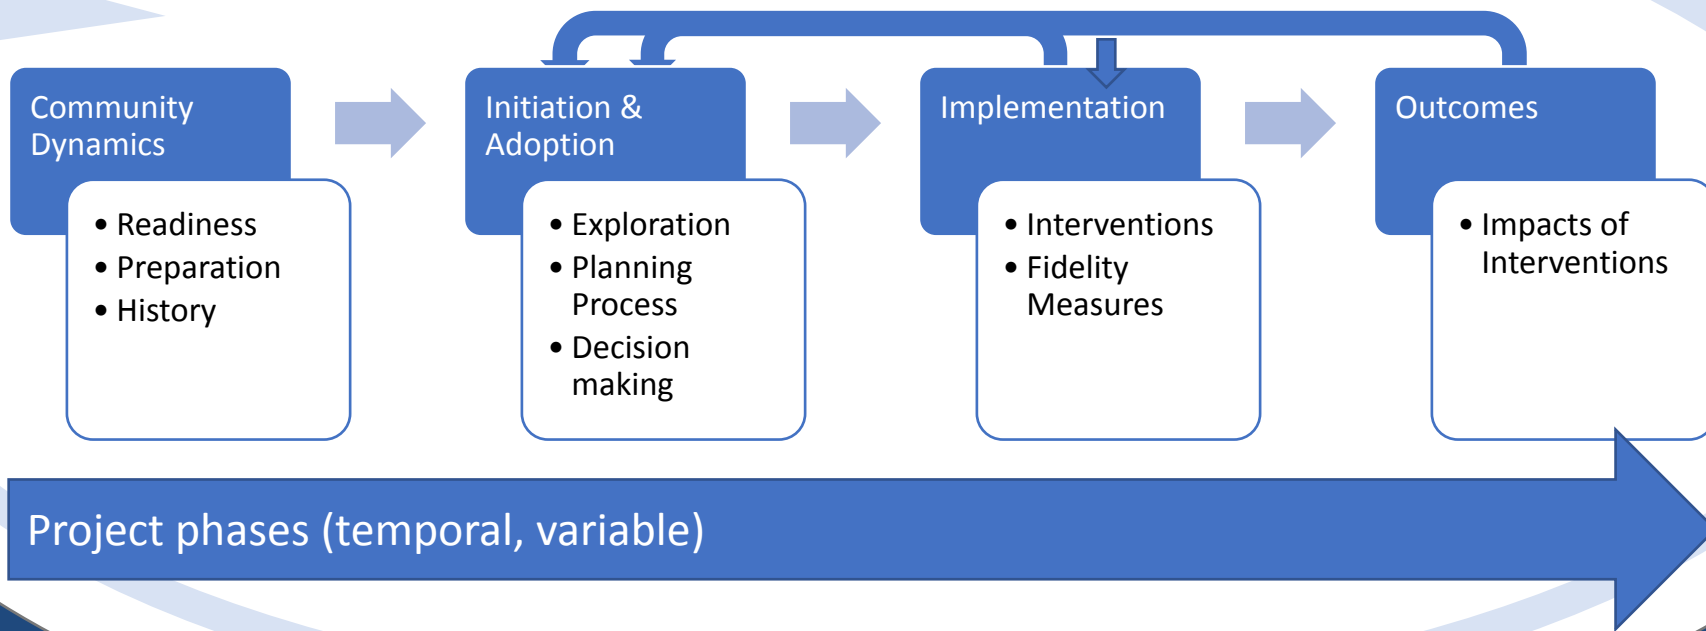 Community
Dynamics
• Readiness
• Preparation
• History
Initiation &
Adoption
• Exploration
• Planning
Process
• Decision
making
Implementation
• Interventions
• Fidelity
Measures
Outcomes
• Impacts of
Interventions
Project phases (temporal, variable)